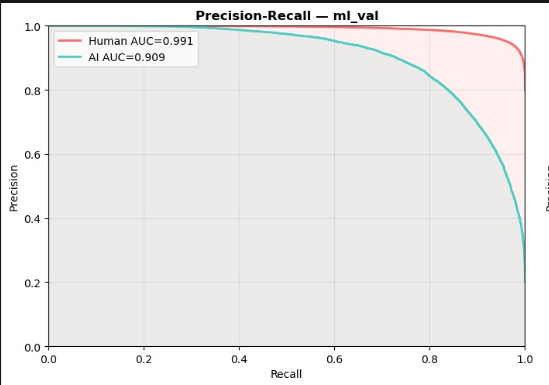 Precision-Recall — ml_val
Human AUC=0.991
AI AUC=0.909
1.0
0.8
0.6
0.4
0.2
0.0
Precision
0.0 0.2 0.4 0.6 0.8 1.0
Recall